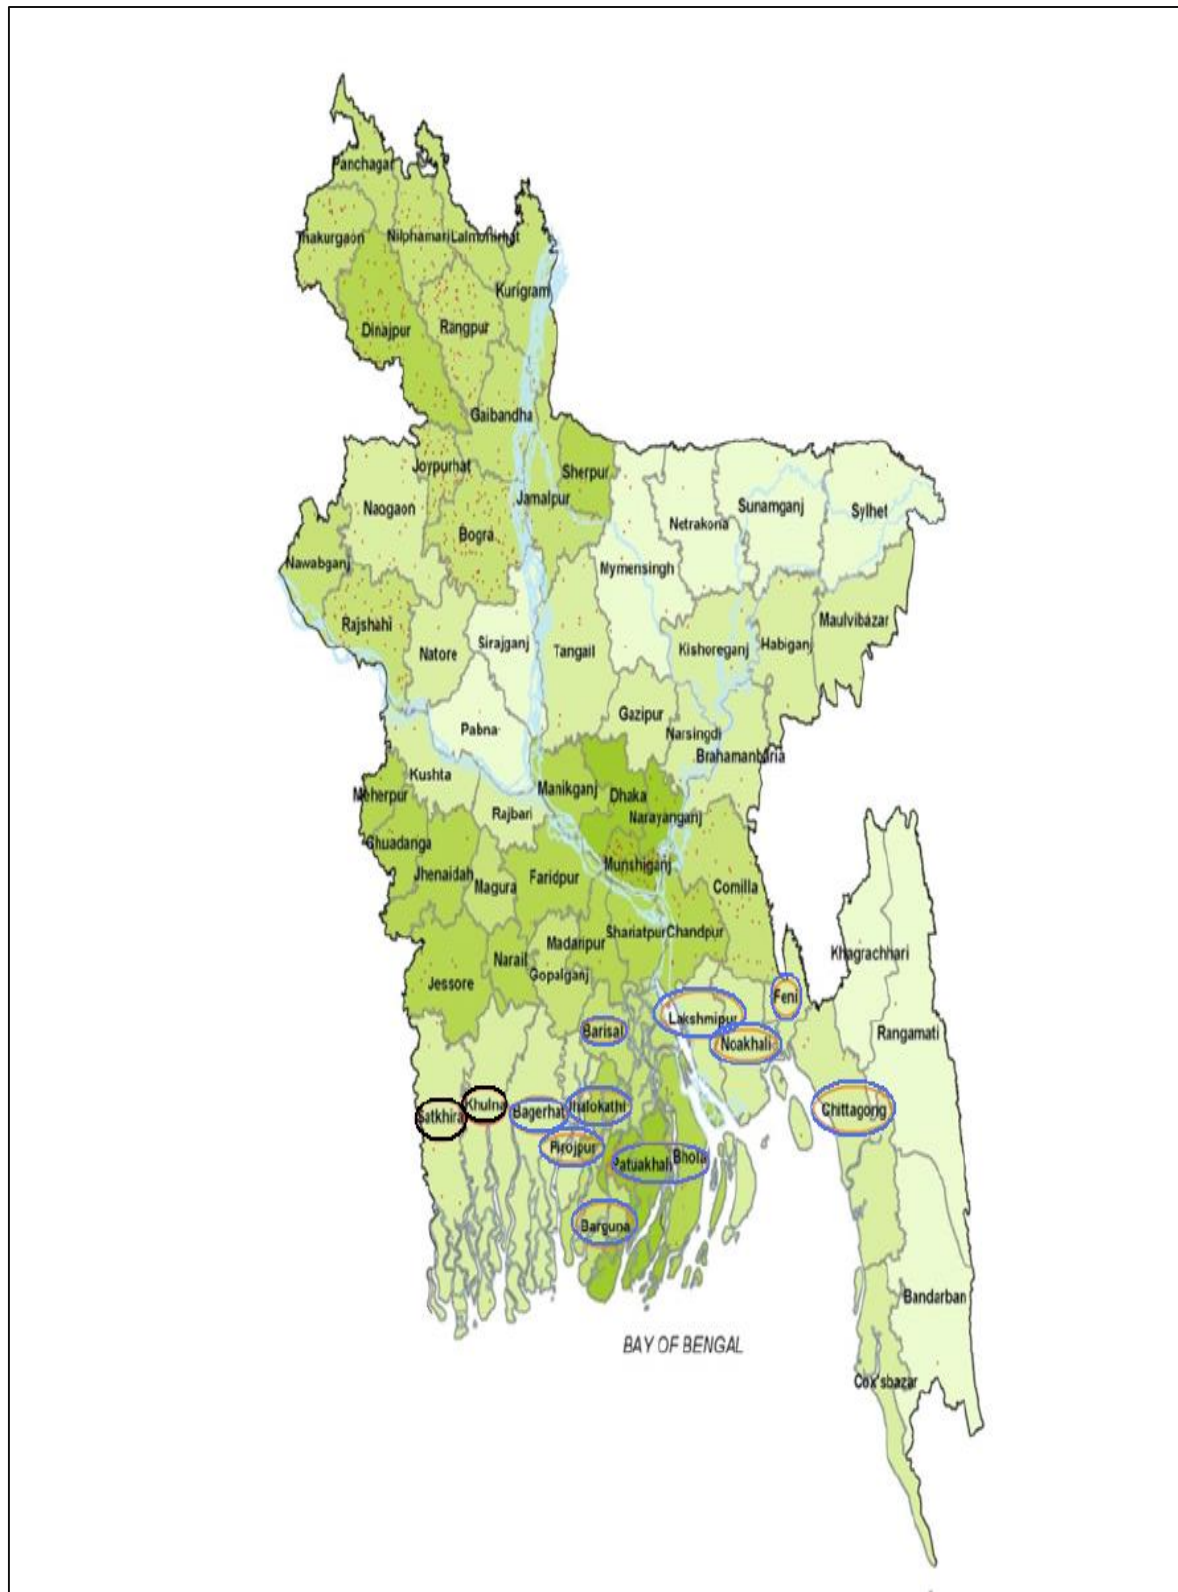 Panchagar
Thakurgaon
Nilphamari
Lalmonirhat
Kurigram
Dinajpur
Rangpur
Gaibandha
Joypurhat
Sherpur
Jamalpur
Naogaon
Bogra
Netrakona
Sunamganj
Sylhet
Nawabganj
Mymensingh
Rajshahi
Natore
Sirajganj
Tangail
Kishoreganj
Habiganj
Maulvibazar
Pabna
Gazipur
Narsingdi
Brahamanbaria
Kushta
Meherpur
Manikganj
Dhaka
Rajbari
Narayanganj
Chuadanga
Jhenaidah
Magura
Faridpur
Munshiganj
Comilla
Shariatpur
Chandpur
Madaripur
Narail
Gopalganj
Jessore
Khagrachhari
Feni
Lakshmipur
Barisal
Noakhali
Rangamati
Satkhira
Khulna
Bagerhat
Jhalokathi
Chittagong
Pirojpur
Patuakhali
Bhola
Barguna
Bandarban
BAY OF BENGAL
Cox'sbazar